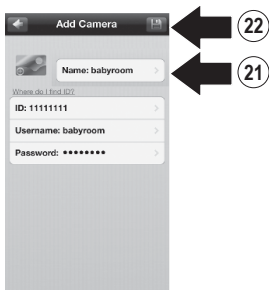 Add Camera
22
Name: babyroom
21
Where do I find ID?
ID: 11111111
Username: babyroom
Password: ••••••••